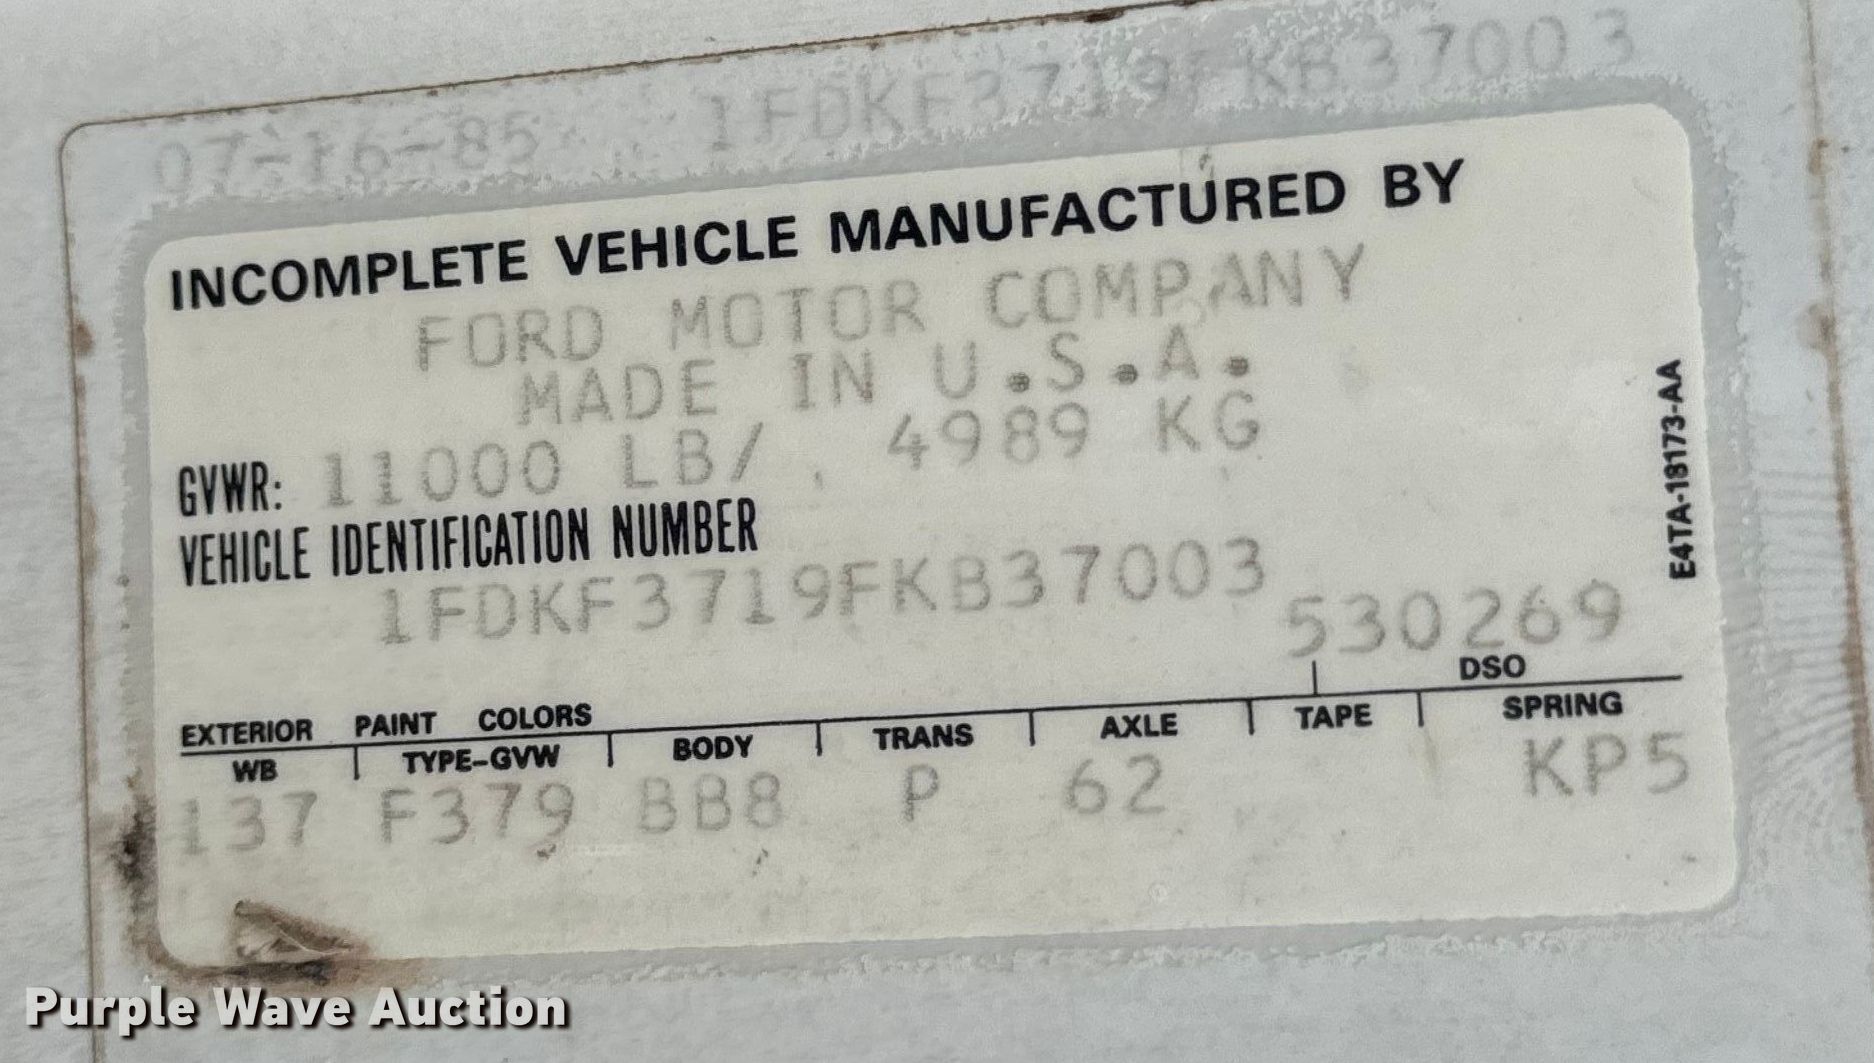 07-16-85 1FDKF3719FKB37003
INCOMPLETE VEHICLE MANUFACTURED BY
FORD MOTOR COMPANY
MADE IN U.S.A.
GVWR: 11000 LB/ 4989 KG
VEHICLE IDENTIFICATION NUMBER
1FDKF3719FKB37003
530269
DSO
EXTERIOR PAINT COLORS
WB TYPE-GVW BODY TRANS AXLE TAPE SPRING
137 F379 BB8 P 62 KP5
E4TA-18173-AA
Purple Wave Auction